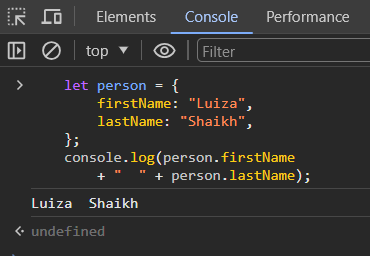 Elements Console Performance
top Filter
let person = {
    firstName: "Luiza",
    lastName: "Shaikh",
};
console.log(person.firstName
    + "  " + person.lastName);
Luiza  Shaikh
undefined